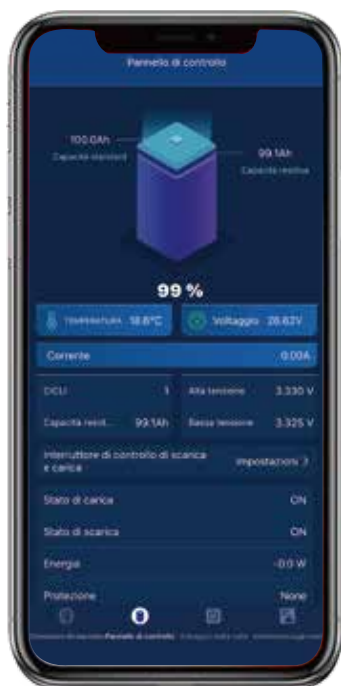 Pannello di controllo
100.0Ah
Capacità standard
99.1Ah
Capacità residua
99 %
TEMPERATURA 18.8°C
Voltaggio 26.62V
Corrente 0.00A
CICLI 1
Alta tensione 3.330 V
Capacità resid... 99.1Ah
Bassa tensione 3.325 V
Interruttore di controllo di scarica
e carica
Impostazioni >
Stato di carica ON
Stato di scarica ON
Energia -0.0 W
Protezione None
Pannello di controllo